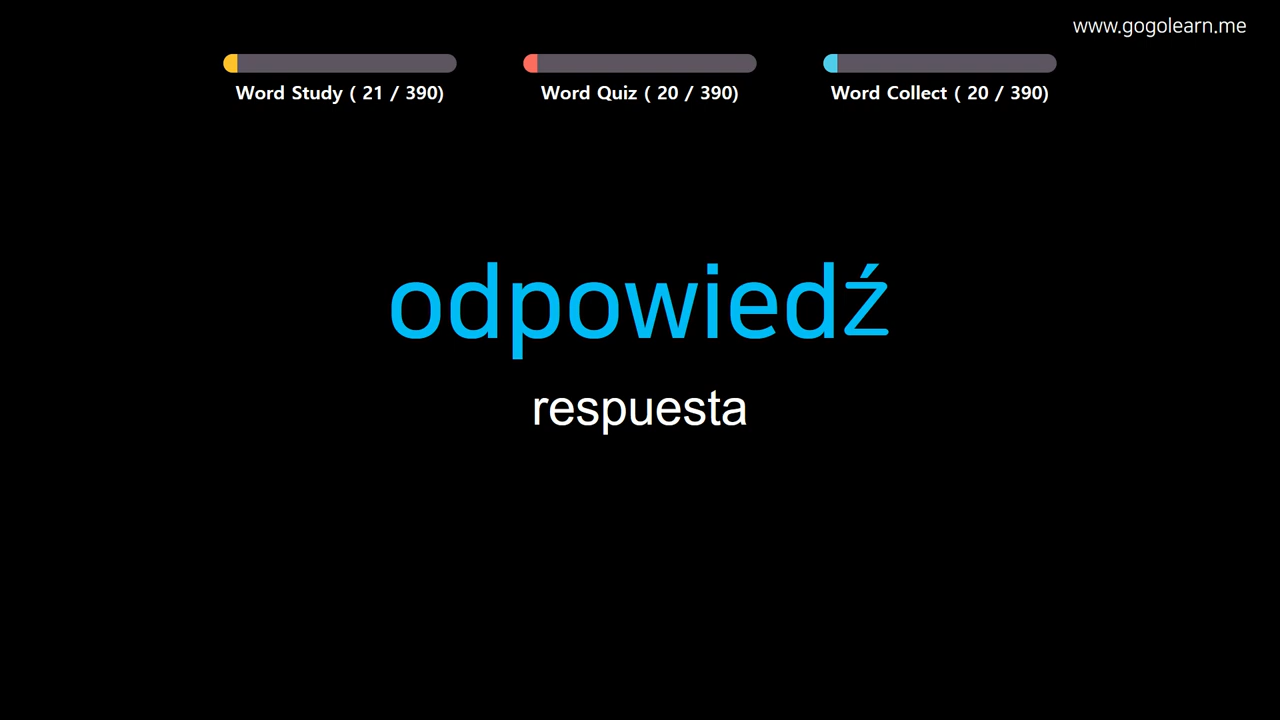 www.gogolearn.me
Word Study ( 21 / 390)
Word Quiz ( 20 / 390)
Word Collect ( 20 / 390)
odpowiedź
respuesta